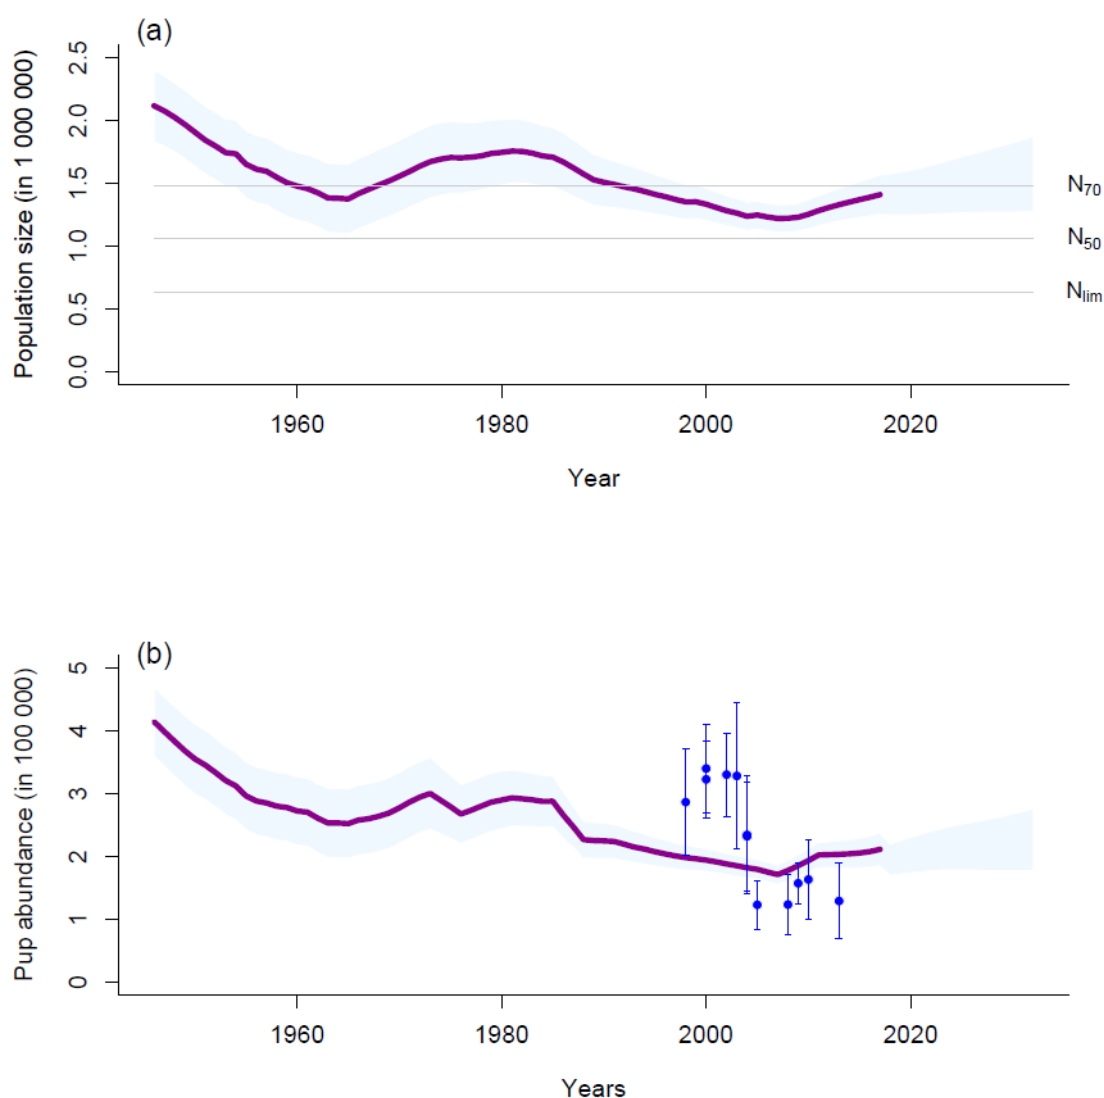 (a)
Population size (in 1 000 000)
2.5
2.0
1.5
1.0
0.5
0.0
N70
N50
Nlim
1960 1980 2000 2020
Year
(b)
Pup abundance (in 100 000)
5
4
3
2
1
0
1960 1980 2000 2020
Years